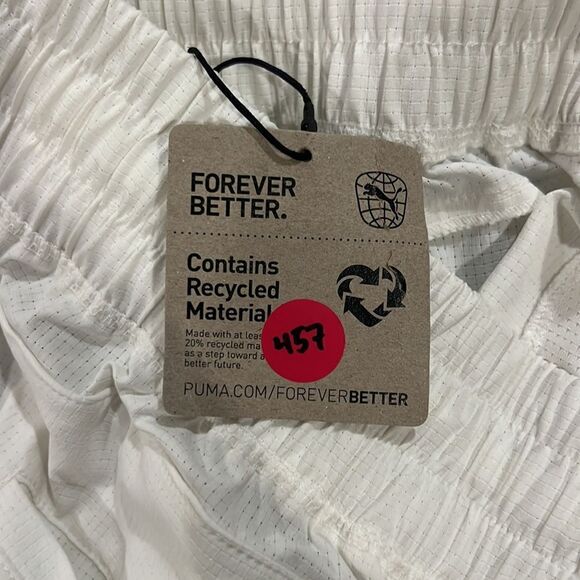 FOREVER
BETTER.
Contains
Recycled
Material
457
Made with at leas
20% recycled ma
as a step toward a
better future.
PUMA.COM/FOREVERBETTER